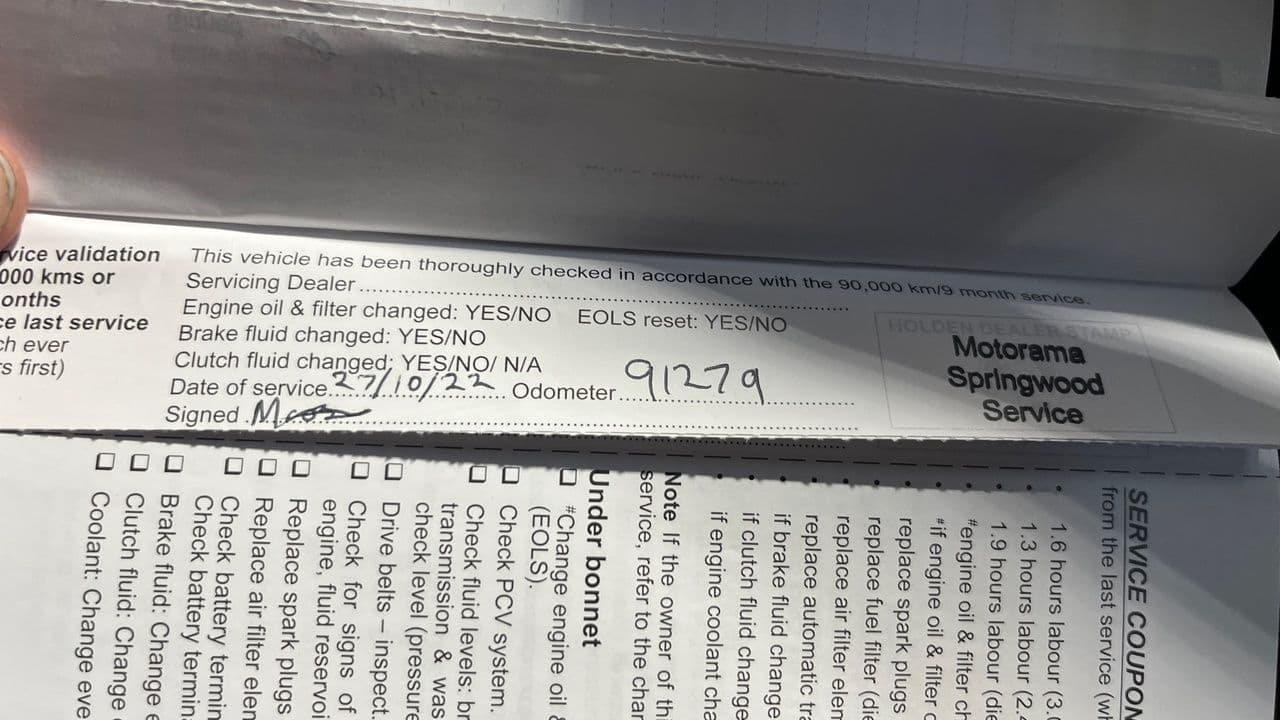 vice validation
000 kms or
onths
ce last service
ch ever
s first)
This vehicle has been thoroughly checked in accordance with the 90,000 km/9 month service.
Servicing Dealer
Engine oil & filter changed: YES/NO EOLS reset: YES/NO
Brake fluid changed: YES/NO
Clutch fluid changed: YES/NO/ N/A
Date of service 27/10/22 Odometer 91279
Signed
HOLDEN DEALER STAMP
Motorama
Springwood
Service
SERVICE COUPON
from the last service (wh
• 1.6 hours labour (3.
• 1.3 hours labour (2.
• 1.9 hours labour (die
#engine oil & filter ch
• #if engine oil & filter c
• replace spark plugs
• replace fuel filter (die
• replace air filter elem
• replace automatic tra
• if brake fluid change
• if clutch fluid change
• if engine coolant cha
Note If the owner of thi
service, refer to the char
Under bonnet
☐ #Change engine oil &
(EOLS).
☐ Check PCV system.
☐ Check fluid levels: br
transmission & was
check level (pressure
☐ Drive belts – inspect.
☐ Check for signs of
engine, fluid reservoi
☐ Replace spark plugs
☐ Replace air filter elem
☐ Check battery termin
Check battery termina
☐ Brake fluid: Change e
☐ Clutch fluid: Change
☐ Coolant: Change eve